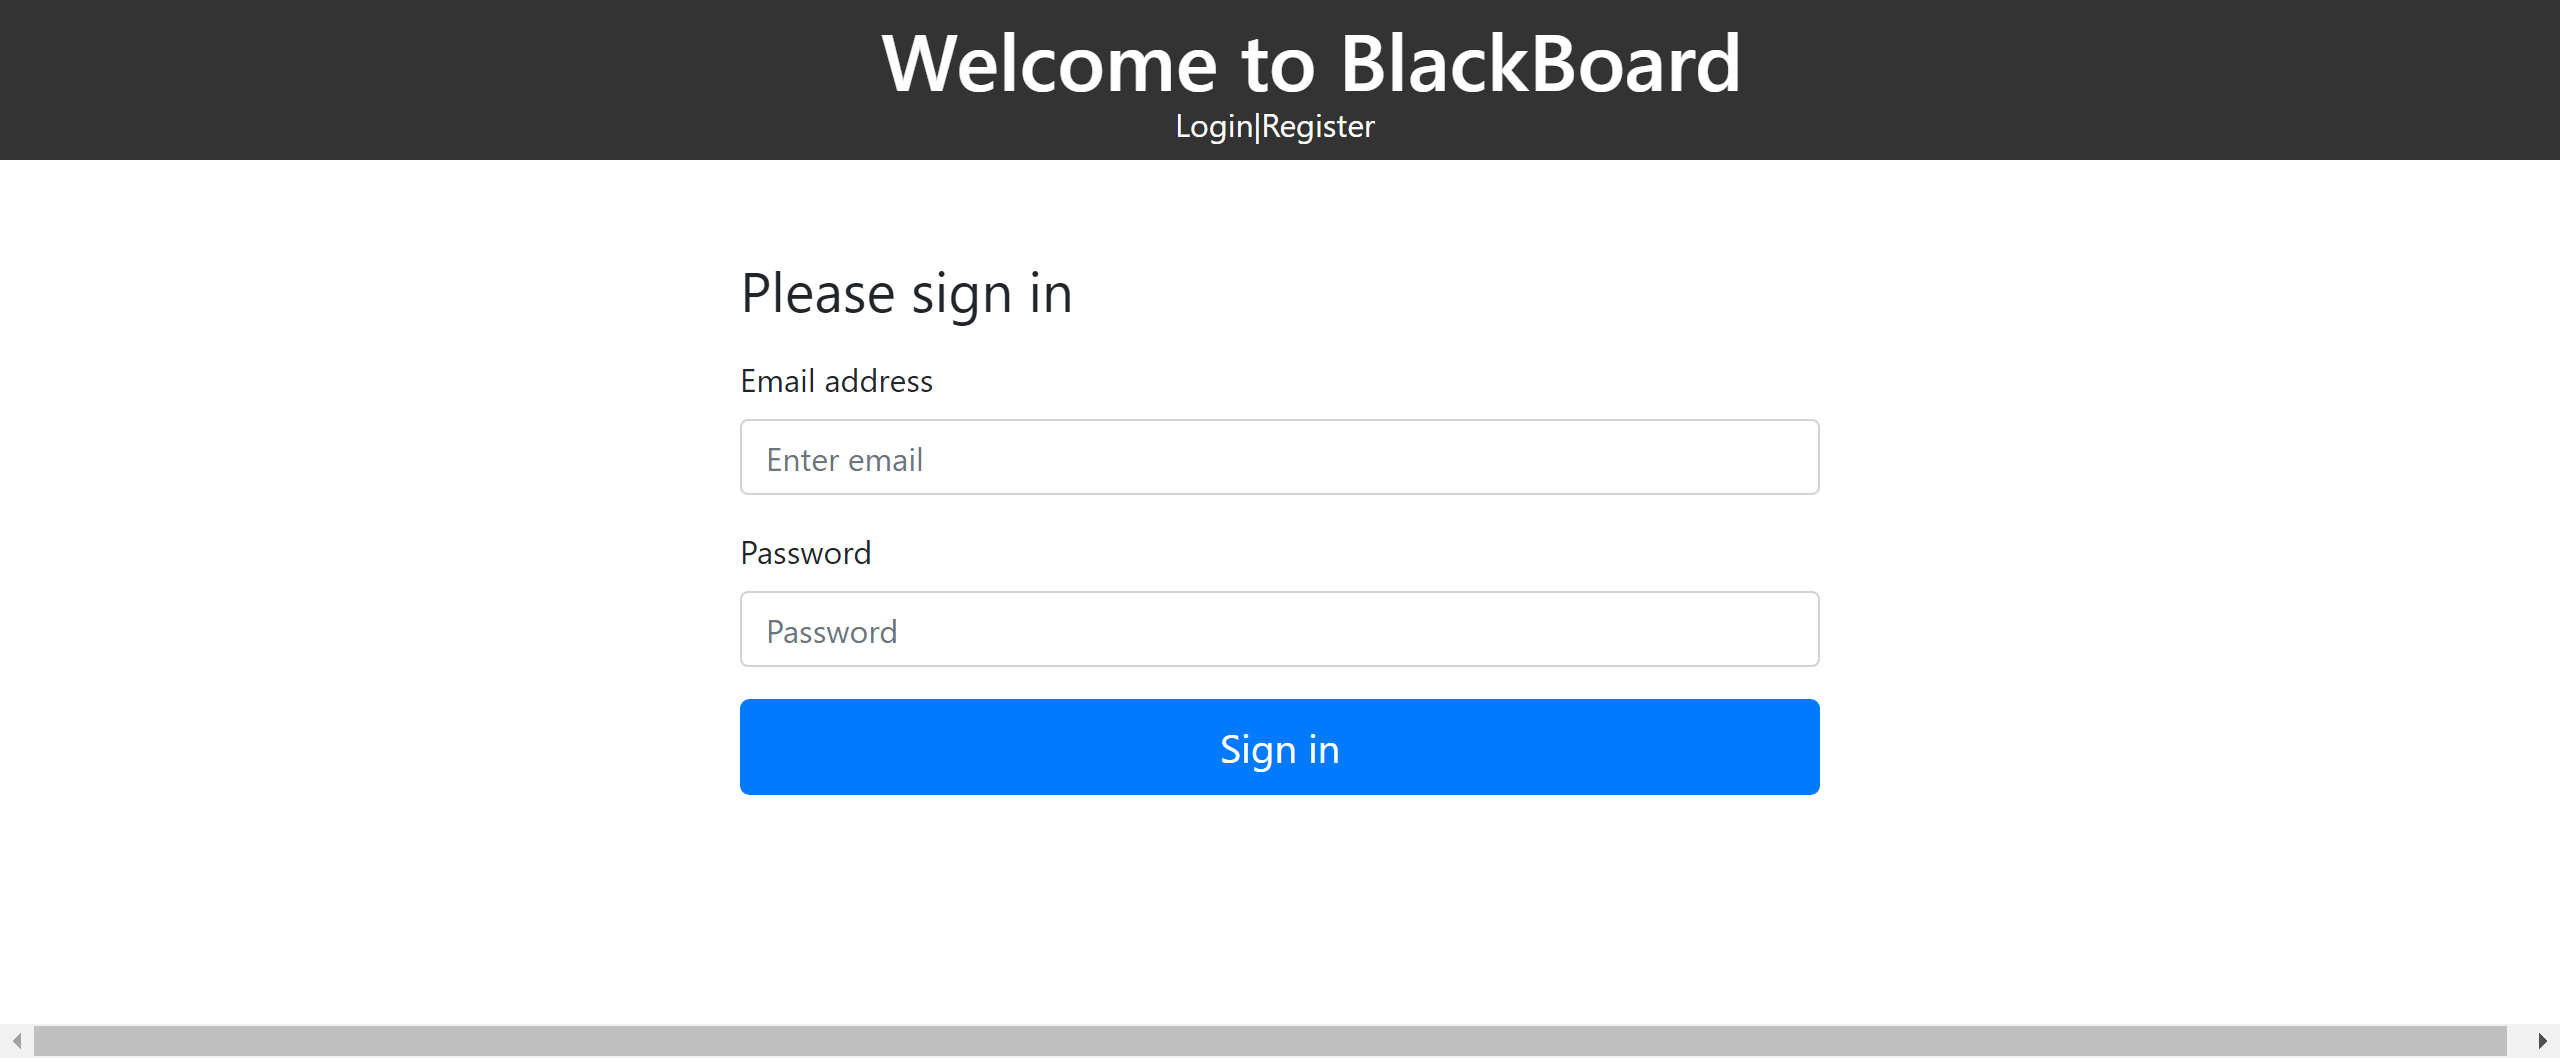 Welcome to BlackBoard
Login|Register
Please sign in
Email address
Enter email
Password
Password
Sign in